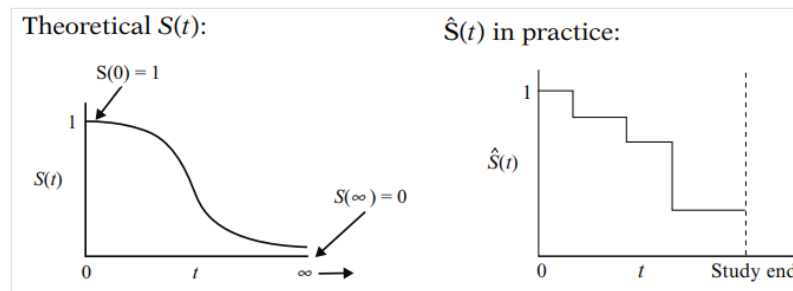 Theoretical S(t):
S(0) = 1
1
S(t)
S(∞) = 0
0
t
∞
Ŝ(t) in practice:
1
Ŝ(t)
0
t
Study end